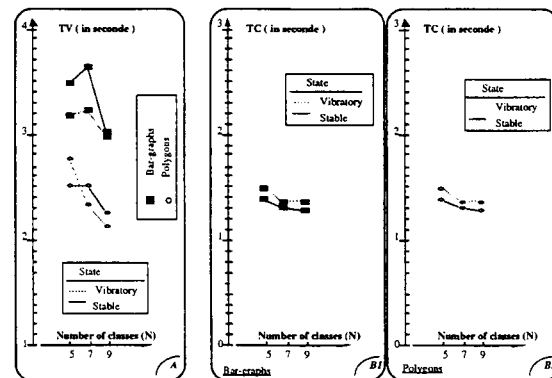 TV (in seconde)
4
3
2
1
Bar-graphs
Polygons
State
Vibratory
Stable
Number of classes (N)
5 7 9
A
TC (in seconde)
3
2
1
0
State
Vibratory
Stable
Number of classes (N)
5 7 9
Bar-graphs
B1
TC (in seconde)
3
2
1
0
State
Vibratory
Stable
Number of classes (N)
5 7 9
Polygons
B